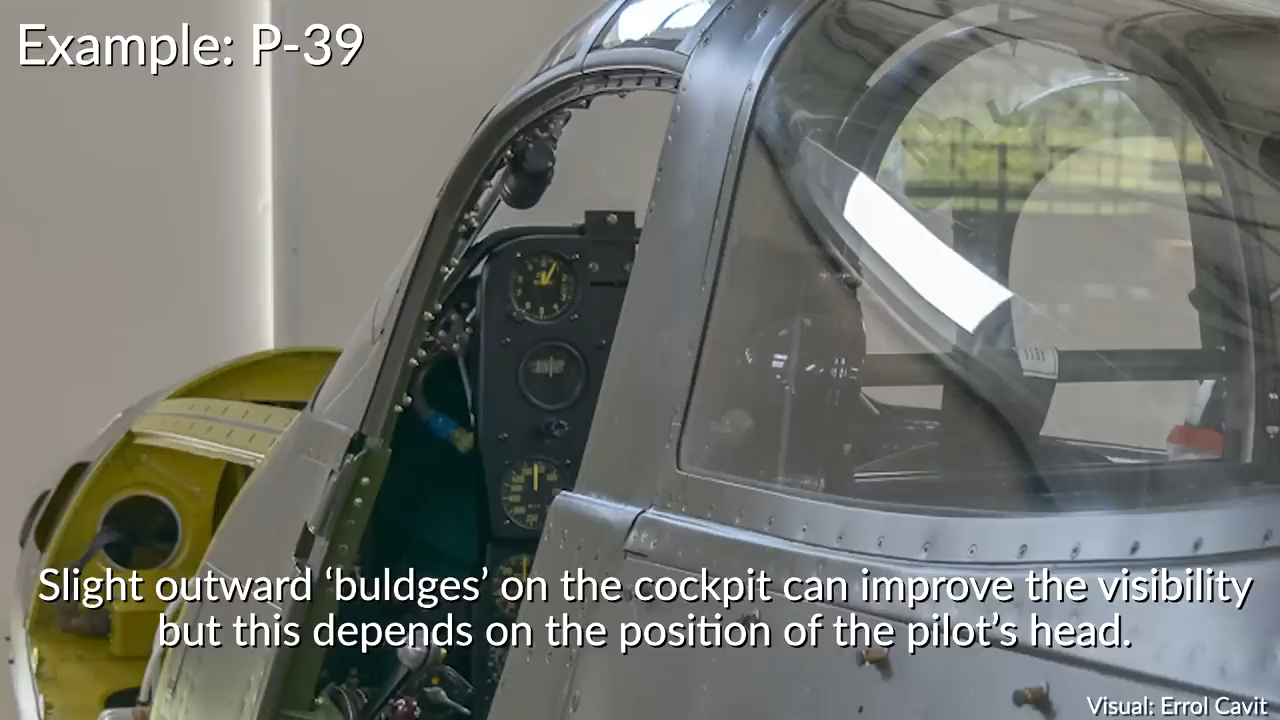 Example: P-39
Slight outward ‘buldges’ on the cockpit can improve the visibility
but this depends on the position of the pilot’s head.
Visual: Errol Cavit